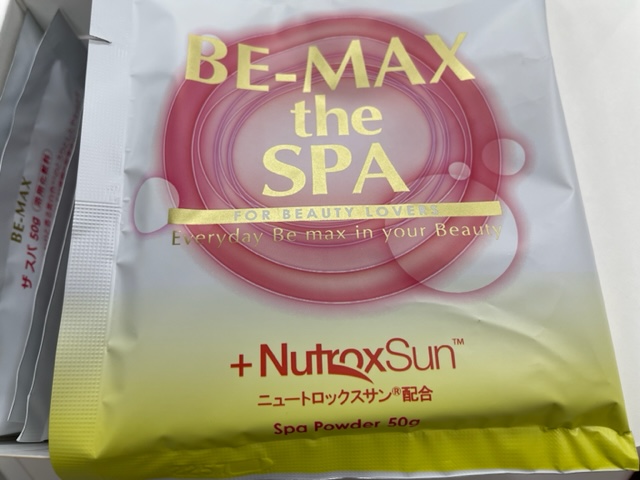 BE-MAX
the
SPA
FOR BEAUTY LOVERS
Everyday Be max in your Beauty
+NutroxSun™
ニュートロックスサン®配合
Spa Powder 50g
BE-MAX
ザ スパ 50g